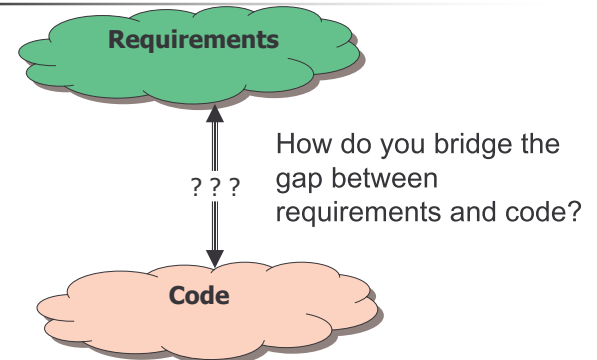 Requirements
? ? ?
How do you bridge the
gap between
requirements and code?
Code